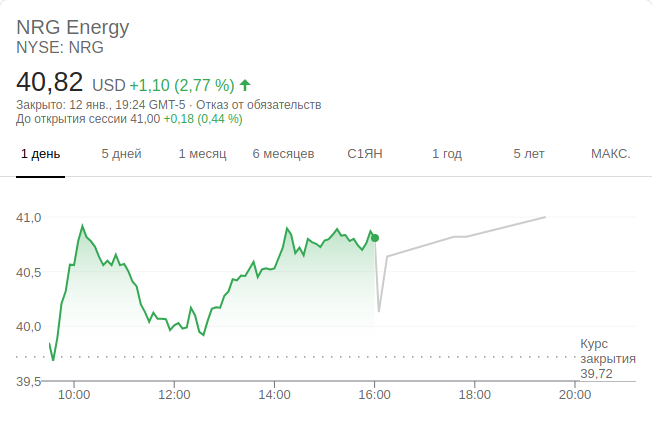 NRG Energy
NYSE: NRG
40,82 USD +1,10 (2,77 %)
Закрыто: 12 янв., 19:24 GMT-5 · Отказ от обязательств
До открытия сессии 41,00 +0,18 (0,44 %)
1 день 5 дней 1 месяц 6 месяцев С1ЯН 1 год 5 лет МАКС.
41,0
40,5
40,0
Курс
закрытия
39,72
39,5
10:00 12:00 14:00 16:00 18:00 20:00